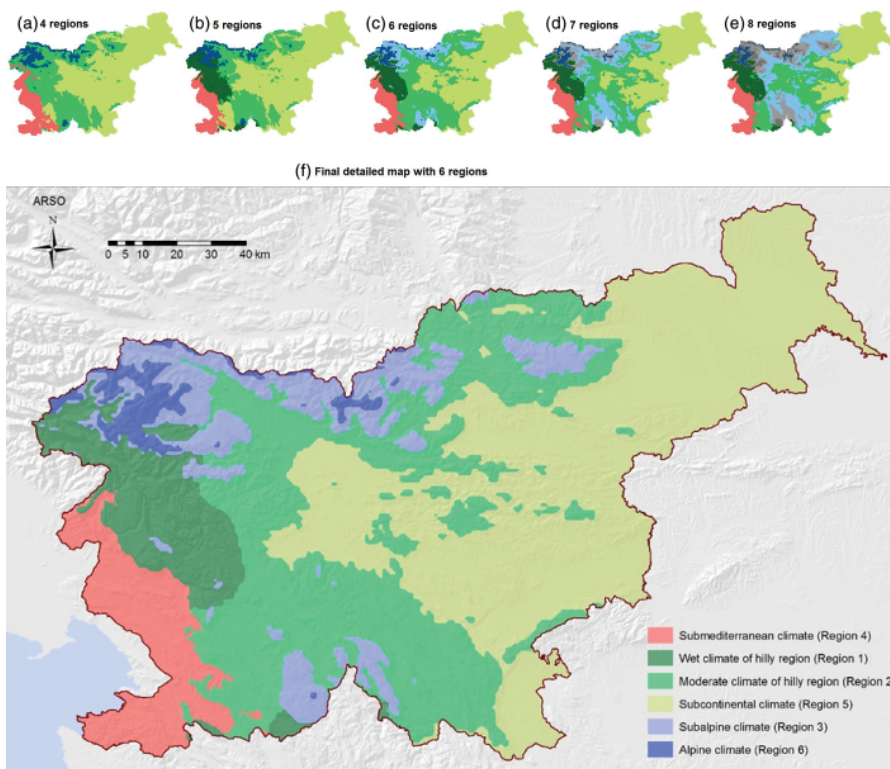 (a) 4 regions
(b) 5 regions
(c) 6 regions
(d) 7 regions
(e) 8 regions
(f) Final detailed map with 6 regions
ARSO
N
0 5 10 20 30 40 km
Submediterranean climate (Region 4)
Wet climate of hilly region (Region 1)
Moderate climate of hilly region (Region 2
Subcontinental climate (Region 5)
Subalpine climate (Region 3)
Alpine climate (Region 6)